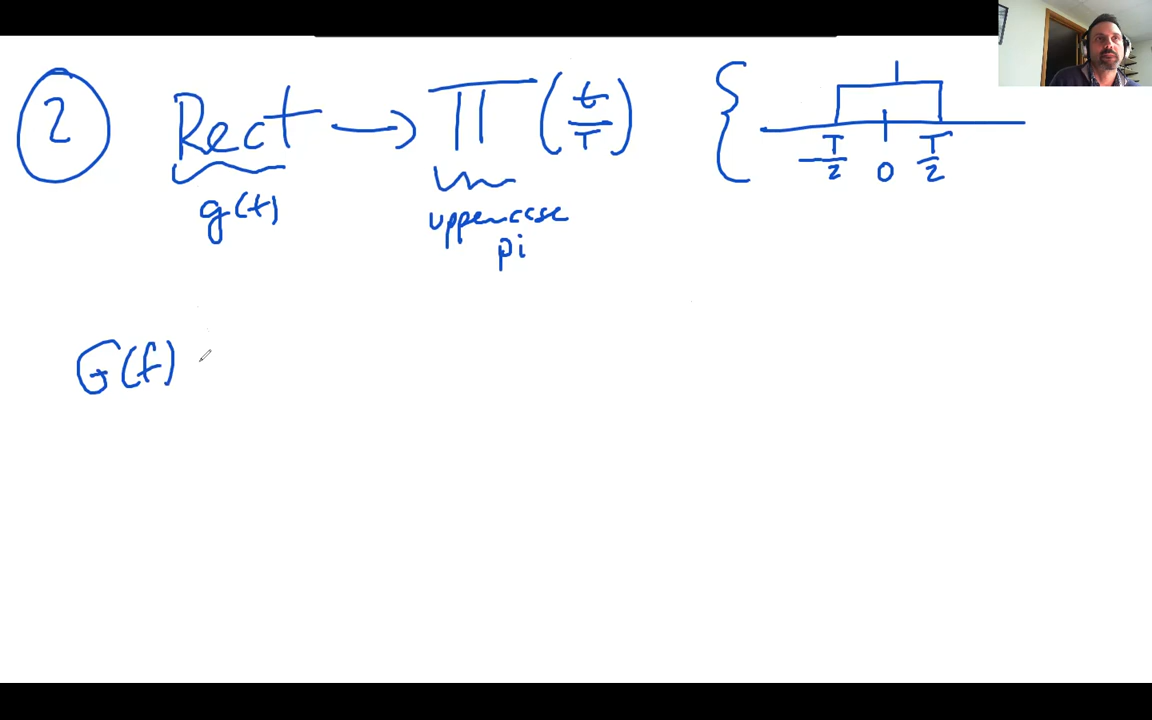 2 Rect → Π (t/T) { -T/2 0 T/2
g(t) uppercase
pi
G(f)